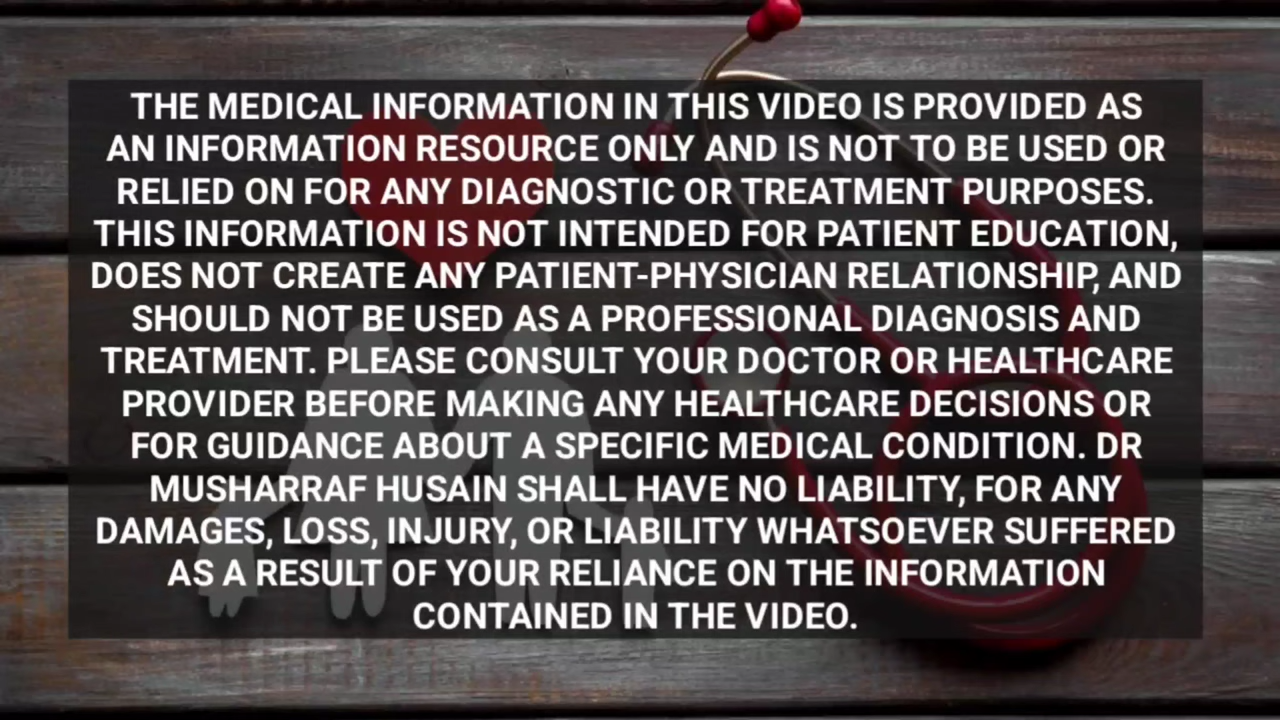 THE MEDICAL INFORMATION IN THIS VIDEO IS PROVIDED AS
AN INFORMATION RESOURCE ONLY AND IS NOT TO BE USED OR
RELIED ON FOR ANY DIAGNOSTIC OR TREATMENT PURPOSES.
THIS INFORMATION IS NOT INTENDED FOR PATIENT EDUCATION,
DOES NOT CREATE ANY PATIENT-PHYSICIAN RELATIONSHIP, AND
SHOULD NOT BE USED AS A PROFESSIONAL DIAGNOSIS AND
TREATMENT. PLEASE CONSULT YOUR DOCTOR OR HEALTHCARE
PROVIDER BEFORE MAKING ANY HEALTHCARE DECISIONS OR
FOR GUIDANCE ABOUT A SPECIFIC MEDICAL CONDITION. DR
MUSHARRAF HUSAIN SHALL HAVE NO LIABILITY, FOR ANY
DAMAGES, LOSS, INJURY, OR LIABILITY WHATSOEVER SUFFERED
AS A RESULT OF YOUR RELIANCE ON THE INFORMATION
CONTAINED IN THE VIDEO.